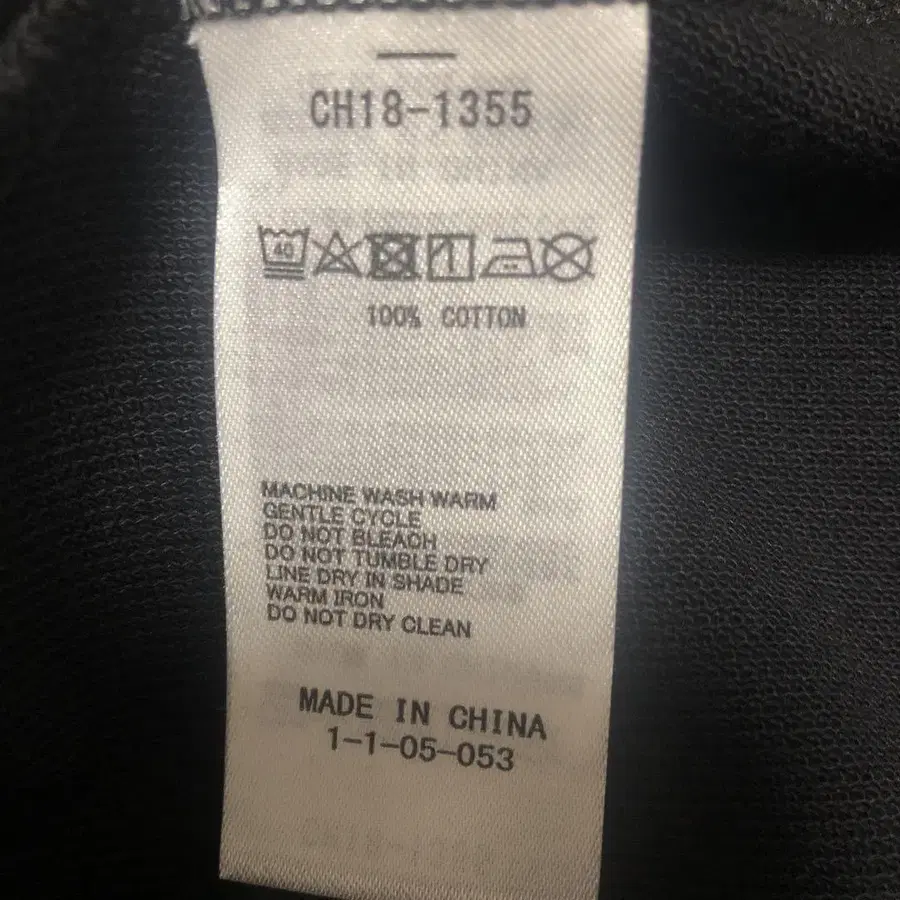 CH18-1355
40
100% COTTON
MACHINE WASH WARM
GENTLE CYCLE
DO NOT BLEACH
DO NOT TUMBLE DRY
LINE DRY IN SHADE
WARM IRON
DO NOT DRY CLEAN
MADE IN CHINA
1-1-05-053